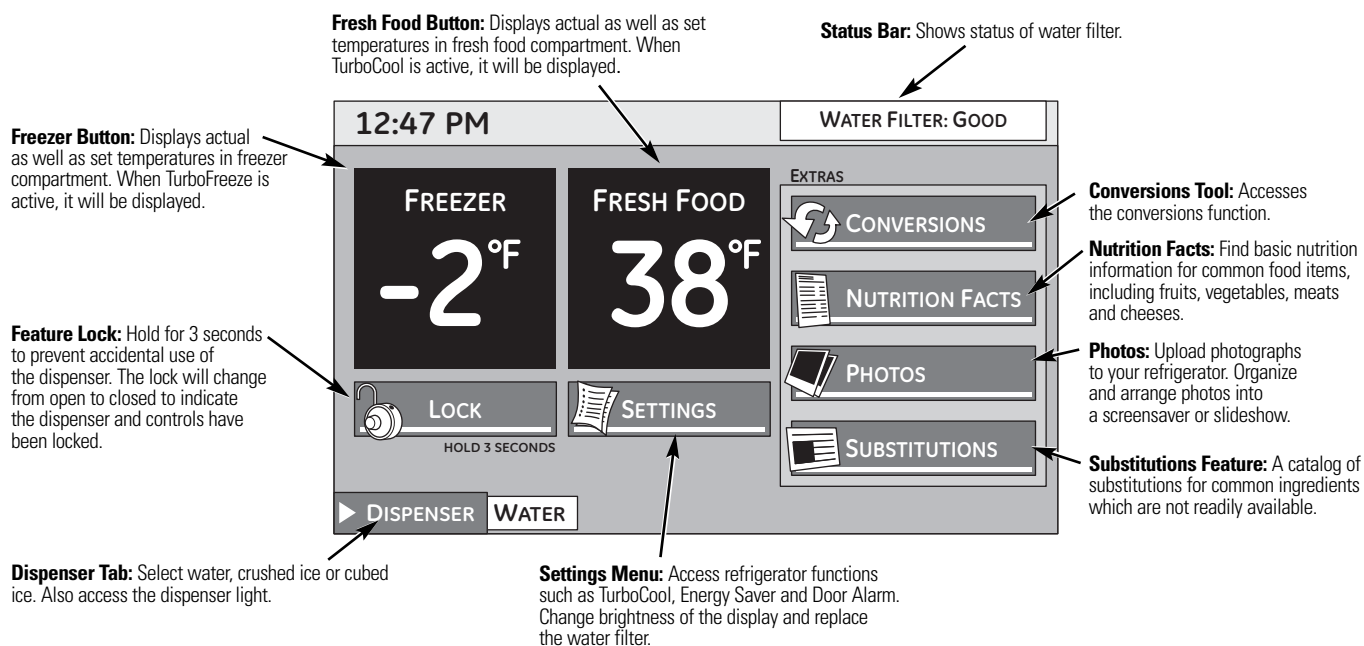 Fresh Food Button: Displays actual as well as set
temperatures in fresh food compartment. When
TurboCool is active, it will be displayed.
Status Bar: Shows status of water filter.
Freezer Button: Displays actual
as well as set temperatures in freezer
compartment. When TurboFreeze is
active, it will be displayed.
12:47 PM
WATER FILTER: GOOD
FREEZER
-2°F
FRESH FOOD
38°F
EXTRAS
CONVERSIONS
NUTRITION FACTS
PHOTOS
SUBSTITUTIONS
LOCK
HOLD 3 SECONDS
SETTINGS
DISPENSER WATER
Conversions Tool: Accesses
the conversions function.
Nutrition Facts: Find basic nutrition
information for common food items,
including fruits, vegetables, meats
and cheeses.
Photos: Upload photographs
to your refrigerator. Organize
and arrange photos into
a screensaver or slideshow.
Substitutions Feature: A catalog of
substitutions for common ingredients
which are not readily available.
Feature Lock: Hold for 3 seconds
to prevent accidental use of
the dispenser. The lock will change
from open to closed to indicate
the dispenser and controls have
been locked.
Dispenser Tab: Select water, crushed ice or cubed
ice. Also access the dispenser light.
Settings Menu: Access refrigerator functions
such as TurboCool, Energy Saver and Door Alarm.
Change brightness of the display and replace
the water filter.